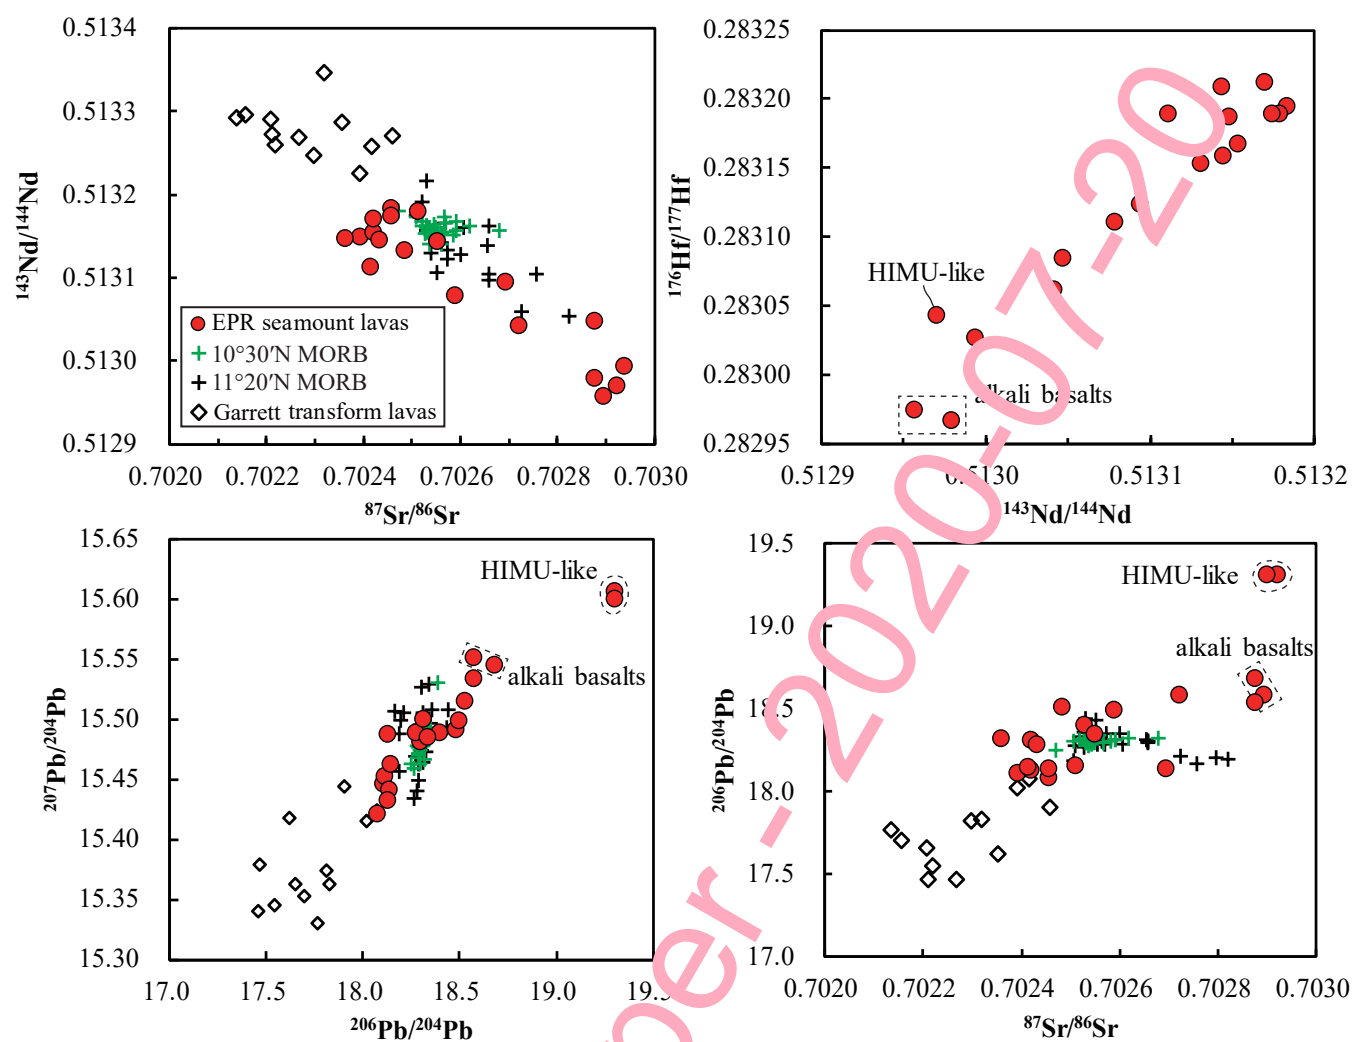 0.5134
0.5133
0.5132
0.5131
0.5130
0.5129
143Nd/144Nd
EPR seamount lavas
10°30′N MORB
11°20′N MORB
Garrett transform lavas
0.7020 0.7022 0.7024 0.7026 0.7028 0.7030
87Sr/86Sr
0.28325
0.28320
0.28315
0.28310
0.28305
0.28300
0.28295
176Hf/177Hf
HIMU-like
alkali basalts
0.5129 0.5130 0.5131 0.5132
143Nd/144Nd
15.65
15.60
15.55
15.50
15.45
15.40
15.35
15.30
207Pb/204Pb
HIMU-like
alkali basalts
17.0 17.5 18.0 18.5 19.0 19.5
206Pb/204Pb
19.5
19.0
18.5
18.0
17.5
17.0
206Pb/204Pb
HIMU-like
alkali basalts
0.7020 0.7022 0.7024 0.7026 0.7028 0.7030
87Sr/86Sr
per - 2020-07-20